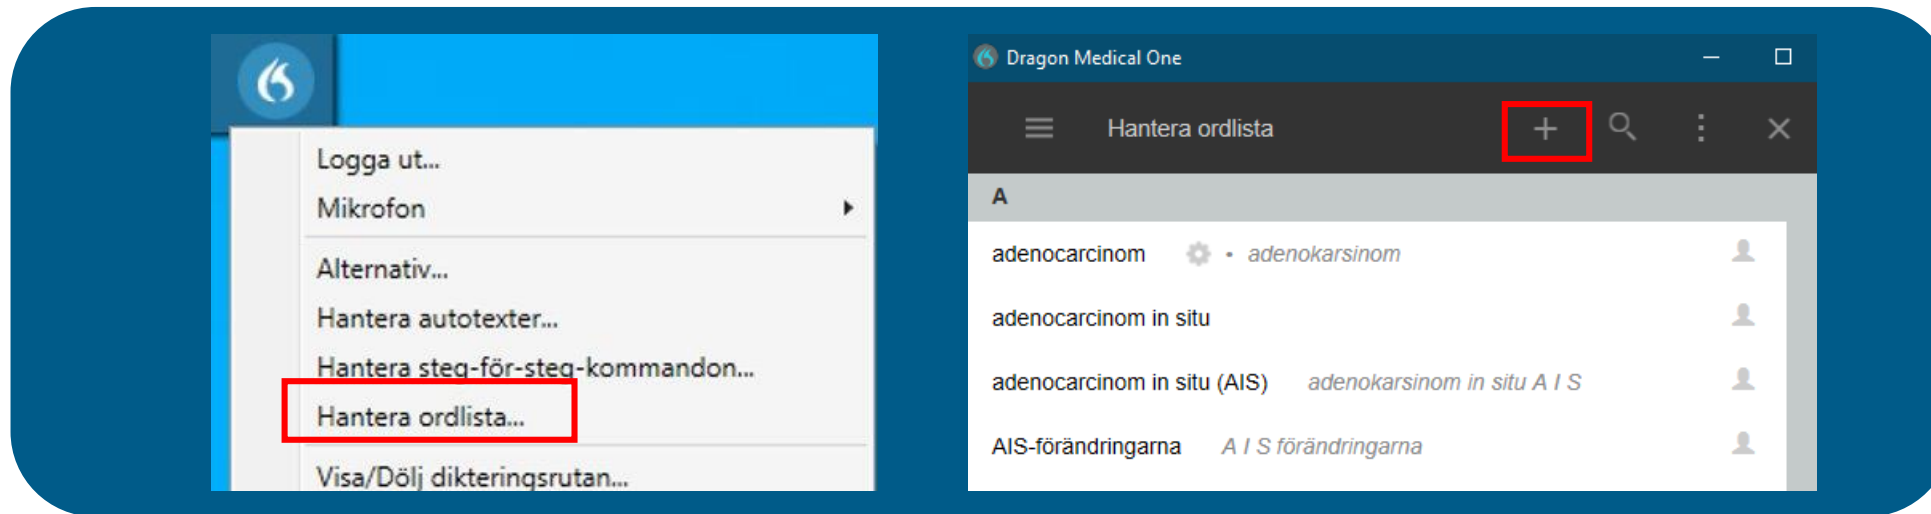 Logga ut...
Mikrofon
Alternativ...
Hantera autotexter...
Hantera steg-för-steg-kommandon...
Hantera ordlista...
Visa/Dölj dikteringsrutan...
Dragon Medical One
Hantera ordlista
A
adenocarcinom • adenokarsinom
adenocarcinom in situ
adenocarcinom in situ (AIS) adenokarsinom in situ A I S
AIS-förändringarna A I S förändringarna